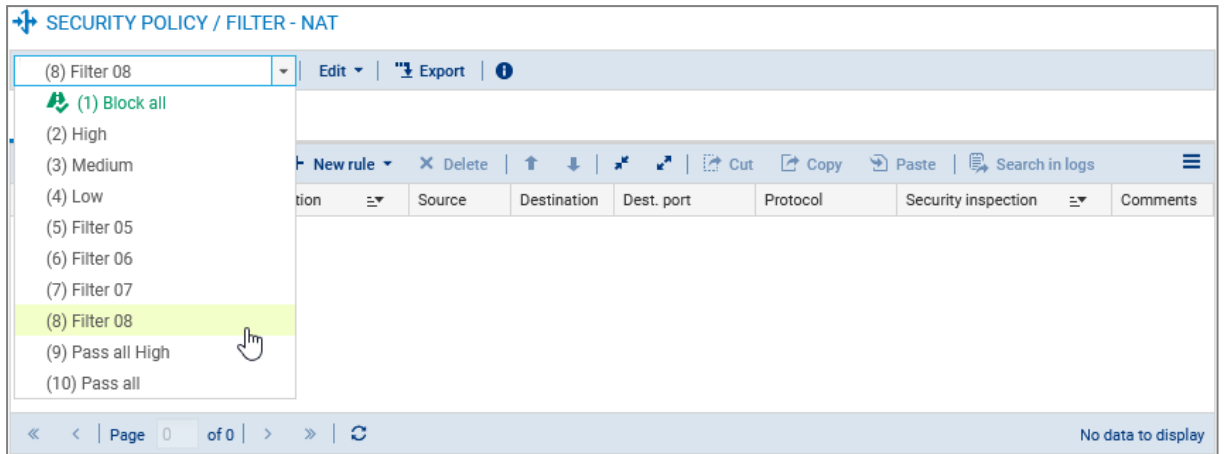 SECURITY POLICY / FILTER - NAT
(8) Filter 08 Edit Export
(1) Block all
(2) High
(3) Medium New rule Delete Cut Copy Paste Search in logs
(4) Low tion Source Destination Dest. port Protocol Security inspection Comments
(5) Filter 05
(6) Filter 06
(7) Filter 07
(8) Filter 08
(9) Pass all High
(10) Pass all
Page 0 of 0 No data to display